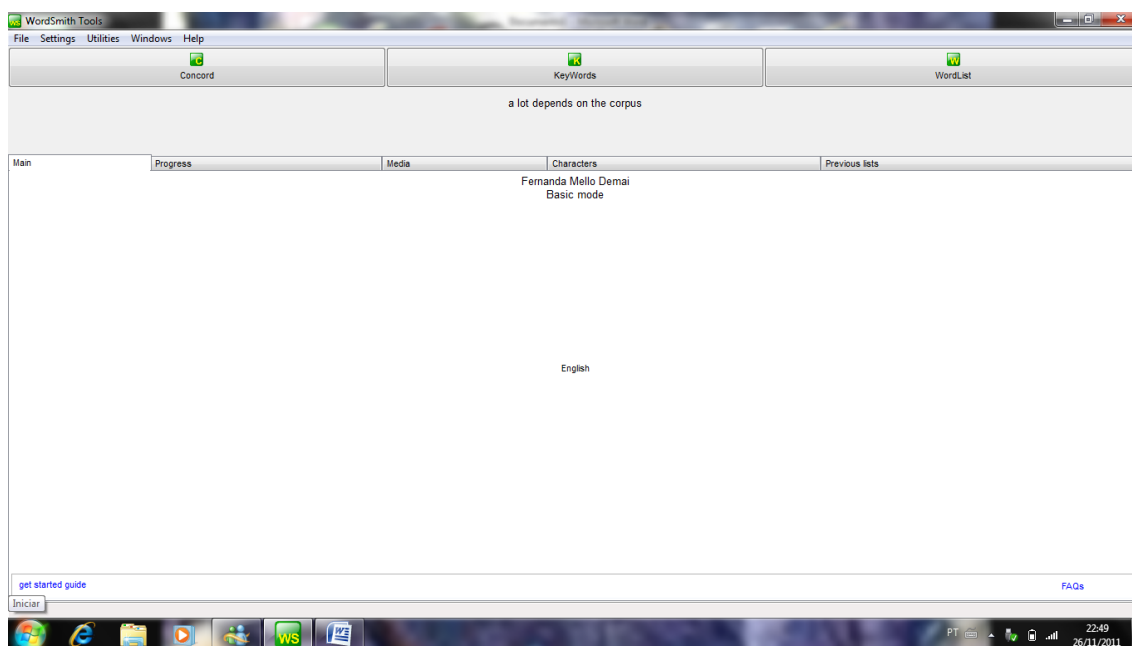 WordSmith Tools
File Settings Utilities Windows Help
C K W
Concord KeyWords WordList
a lot depends on the corpus
Main Progress Media Characters Previous lists
Fernanda Mello Demai
Basic mode
English
get started guide FAQs
Iniciar
WS PT 22:49
26/11/2011